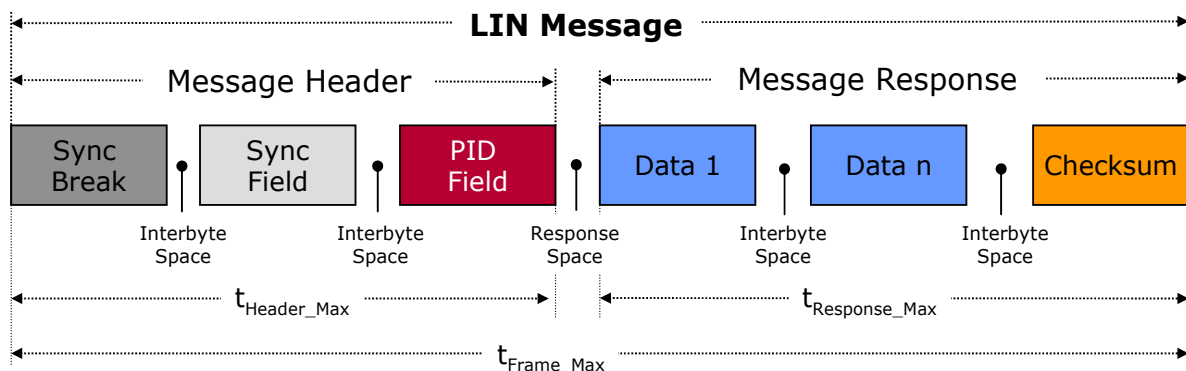 LIN Message
Message Header
Message Response
Sync
Break
Sync
Field
PID
Field
Data 1
Data n
Checksum
Interbyte
Space
Interbyte
Space
Response
Space
Interbyte
Space
Interbyte
Space
tHeader_Max
tResponse_Max
tFrame_Max